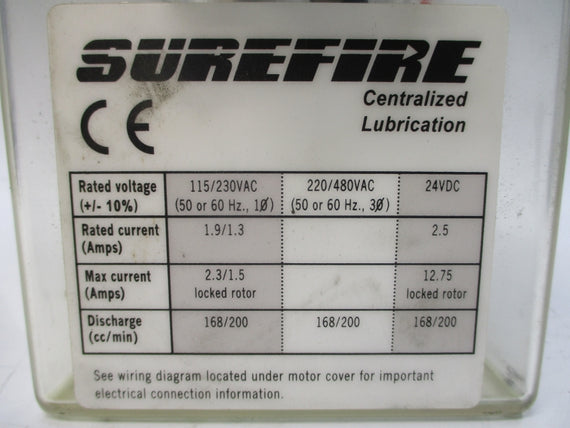 SUREFIRE
Centralized
Lubrication
CE
Rated voltage 115/230VAC 220/480VAC 24VDC
(+/- 10%) (50 or 60 Hz., 1Ø) (50 or 60 Hz., 3Ø)
Rated current 1.9/1.3 2.5
(Amps)
Max current 2.3/1.5 12.75
(Amps) locked rotor locked rotor
Discharge 168/200 168/200 168/200
(cc/min)
See wiring diagram located under motor cover for important
electrical connection information.